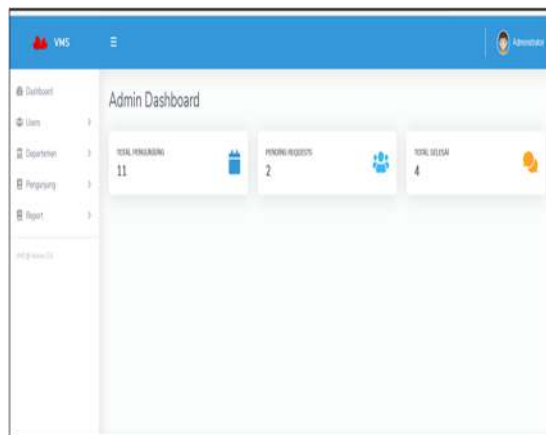 VMS
Administrator
Dashboard
Users
Departemen
Pengunjung
Report
Admin Dashboard
TOTAL PENGUNJUNG
11
PENDING REQUESTS
2
TOTAL SELESAI
4